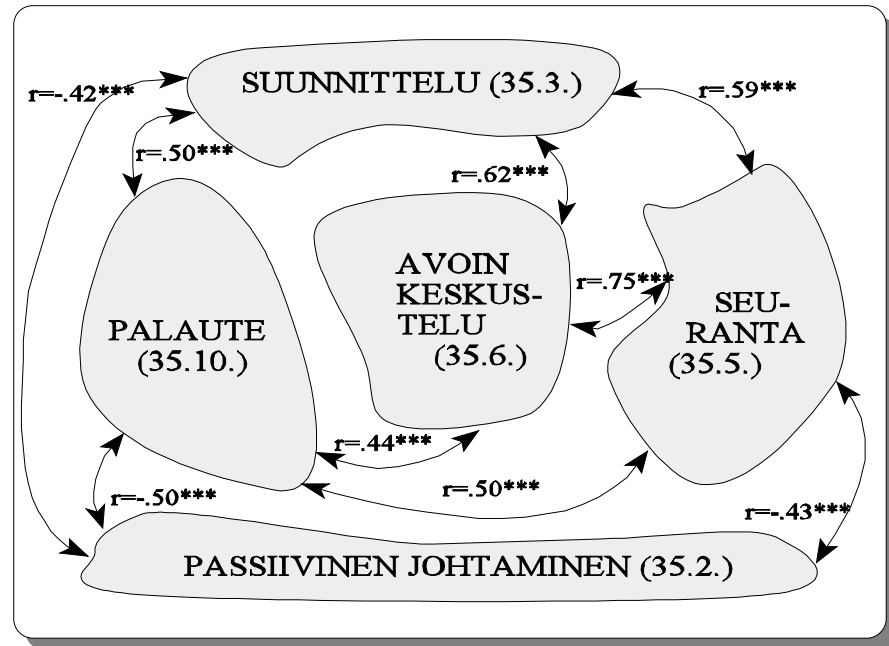 SUUNNITTELU (35.3.)
r=-.42***
r=.59***
r=.50***
r=.62***
AVOIN
KESKUS-
TELU
(35.6.)
r=.75***
SEU-
RANTA
(35.5.)
PALAUTE
(35.10.)
r=.44***
r=.50***
r=-.50***
r=-.43***
PASSIIVINEN JOHTAMINEN (35.2.)